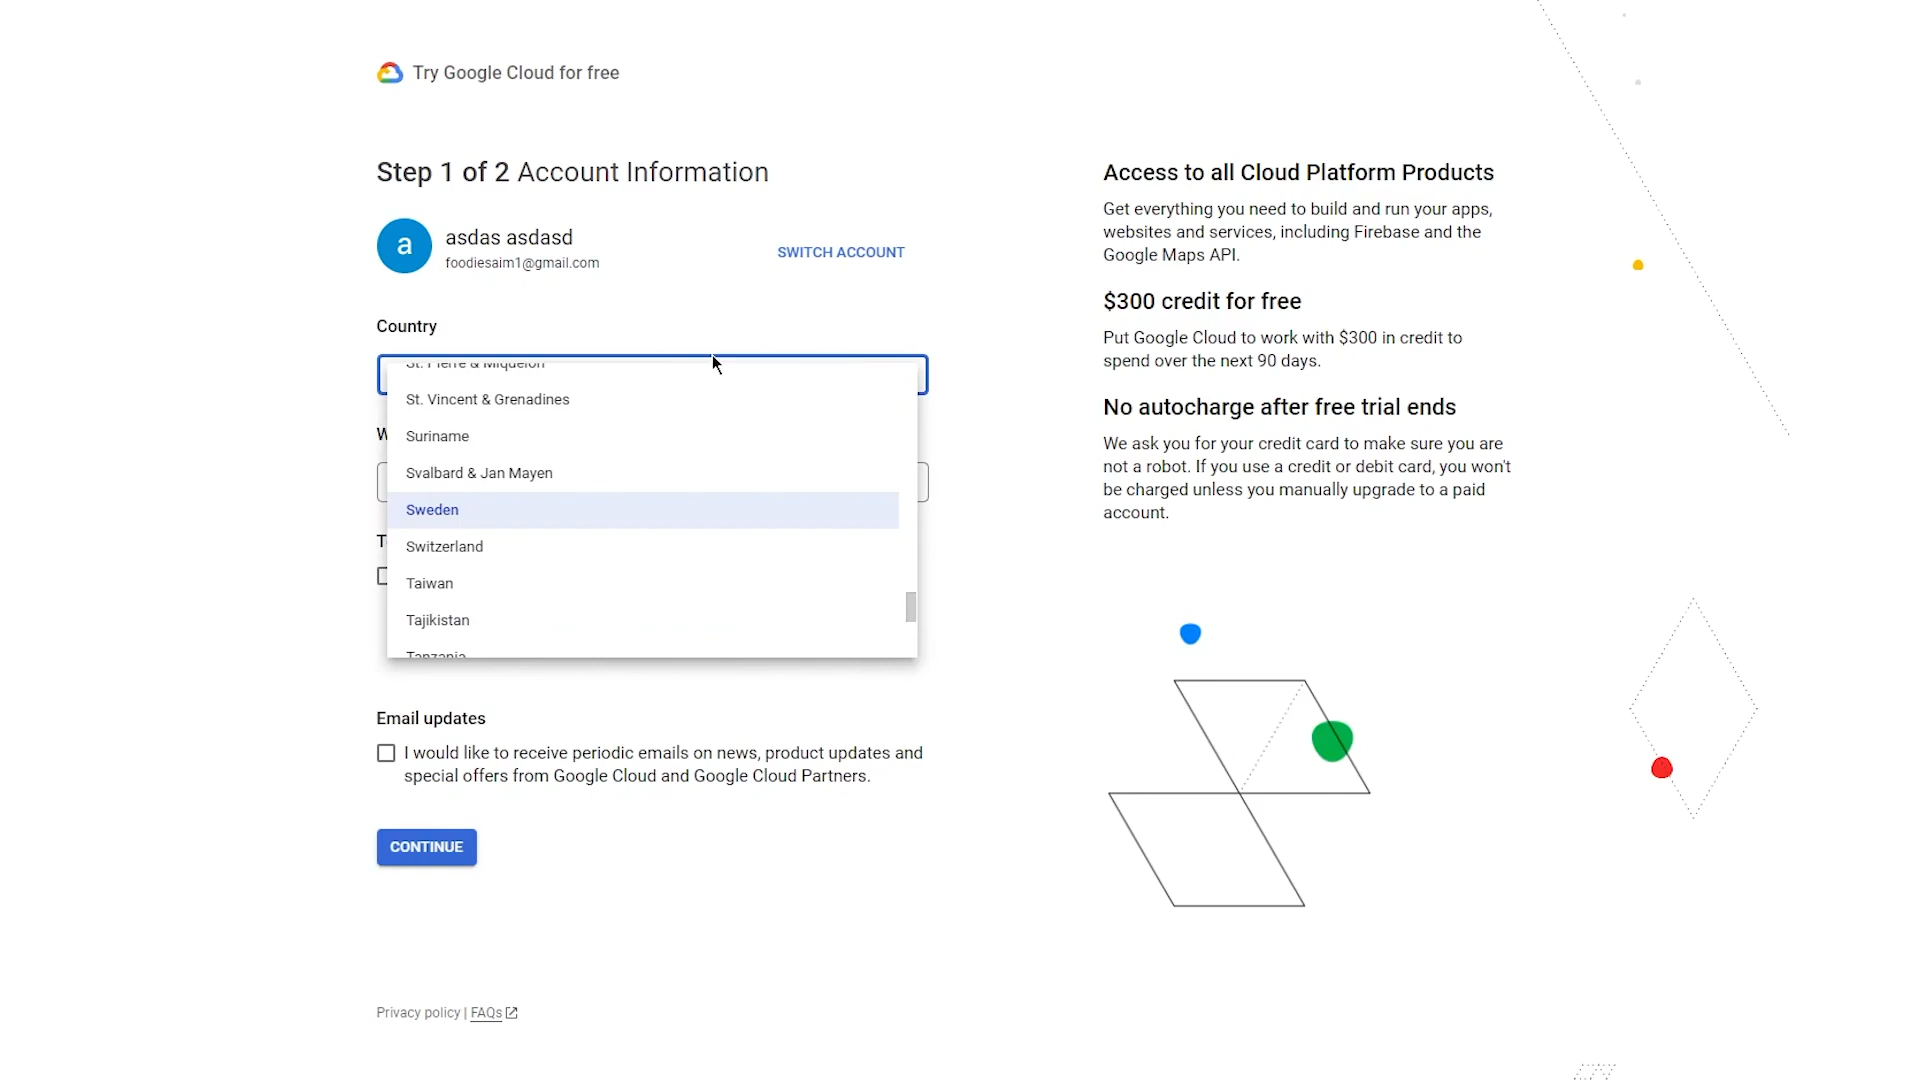 Try Google Cloud for free
Step 1 of 2 Account Information
a
asdas asdasd
foodiesaim1@gmail.com
SWITCH ACCOUNT
Country
St. Pierre & Miquelon
St. Vincent & Grenadines
W
Suriname
Svalbard & Jan Mayen
Sweden
T
Switzerland
Taiwan
Tajikistan
Tanzania
Email updates
I would like to receive periodic emails on news, product updates and
special offers from Google Cloud and Google Cloud Partners.
CONTINUE
Privacy policy | FAQs
Access to all Cloud Platform Products
Get everything you need to build and run your apps,
websites and services, including Firebase and the
Google Maps API.
$300 credit for free
Put Google Cloud to work with $300 in credit to
spend over the next 90 days.
No autocharge after free trial ends
We ask you for your credit card to make sure you are
not a robot. If you use a credit or debit card, you won't
be charged unless you manually upgrade to a paid
account.